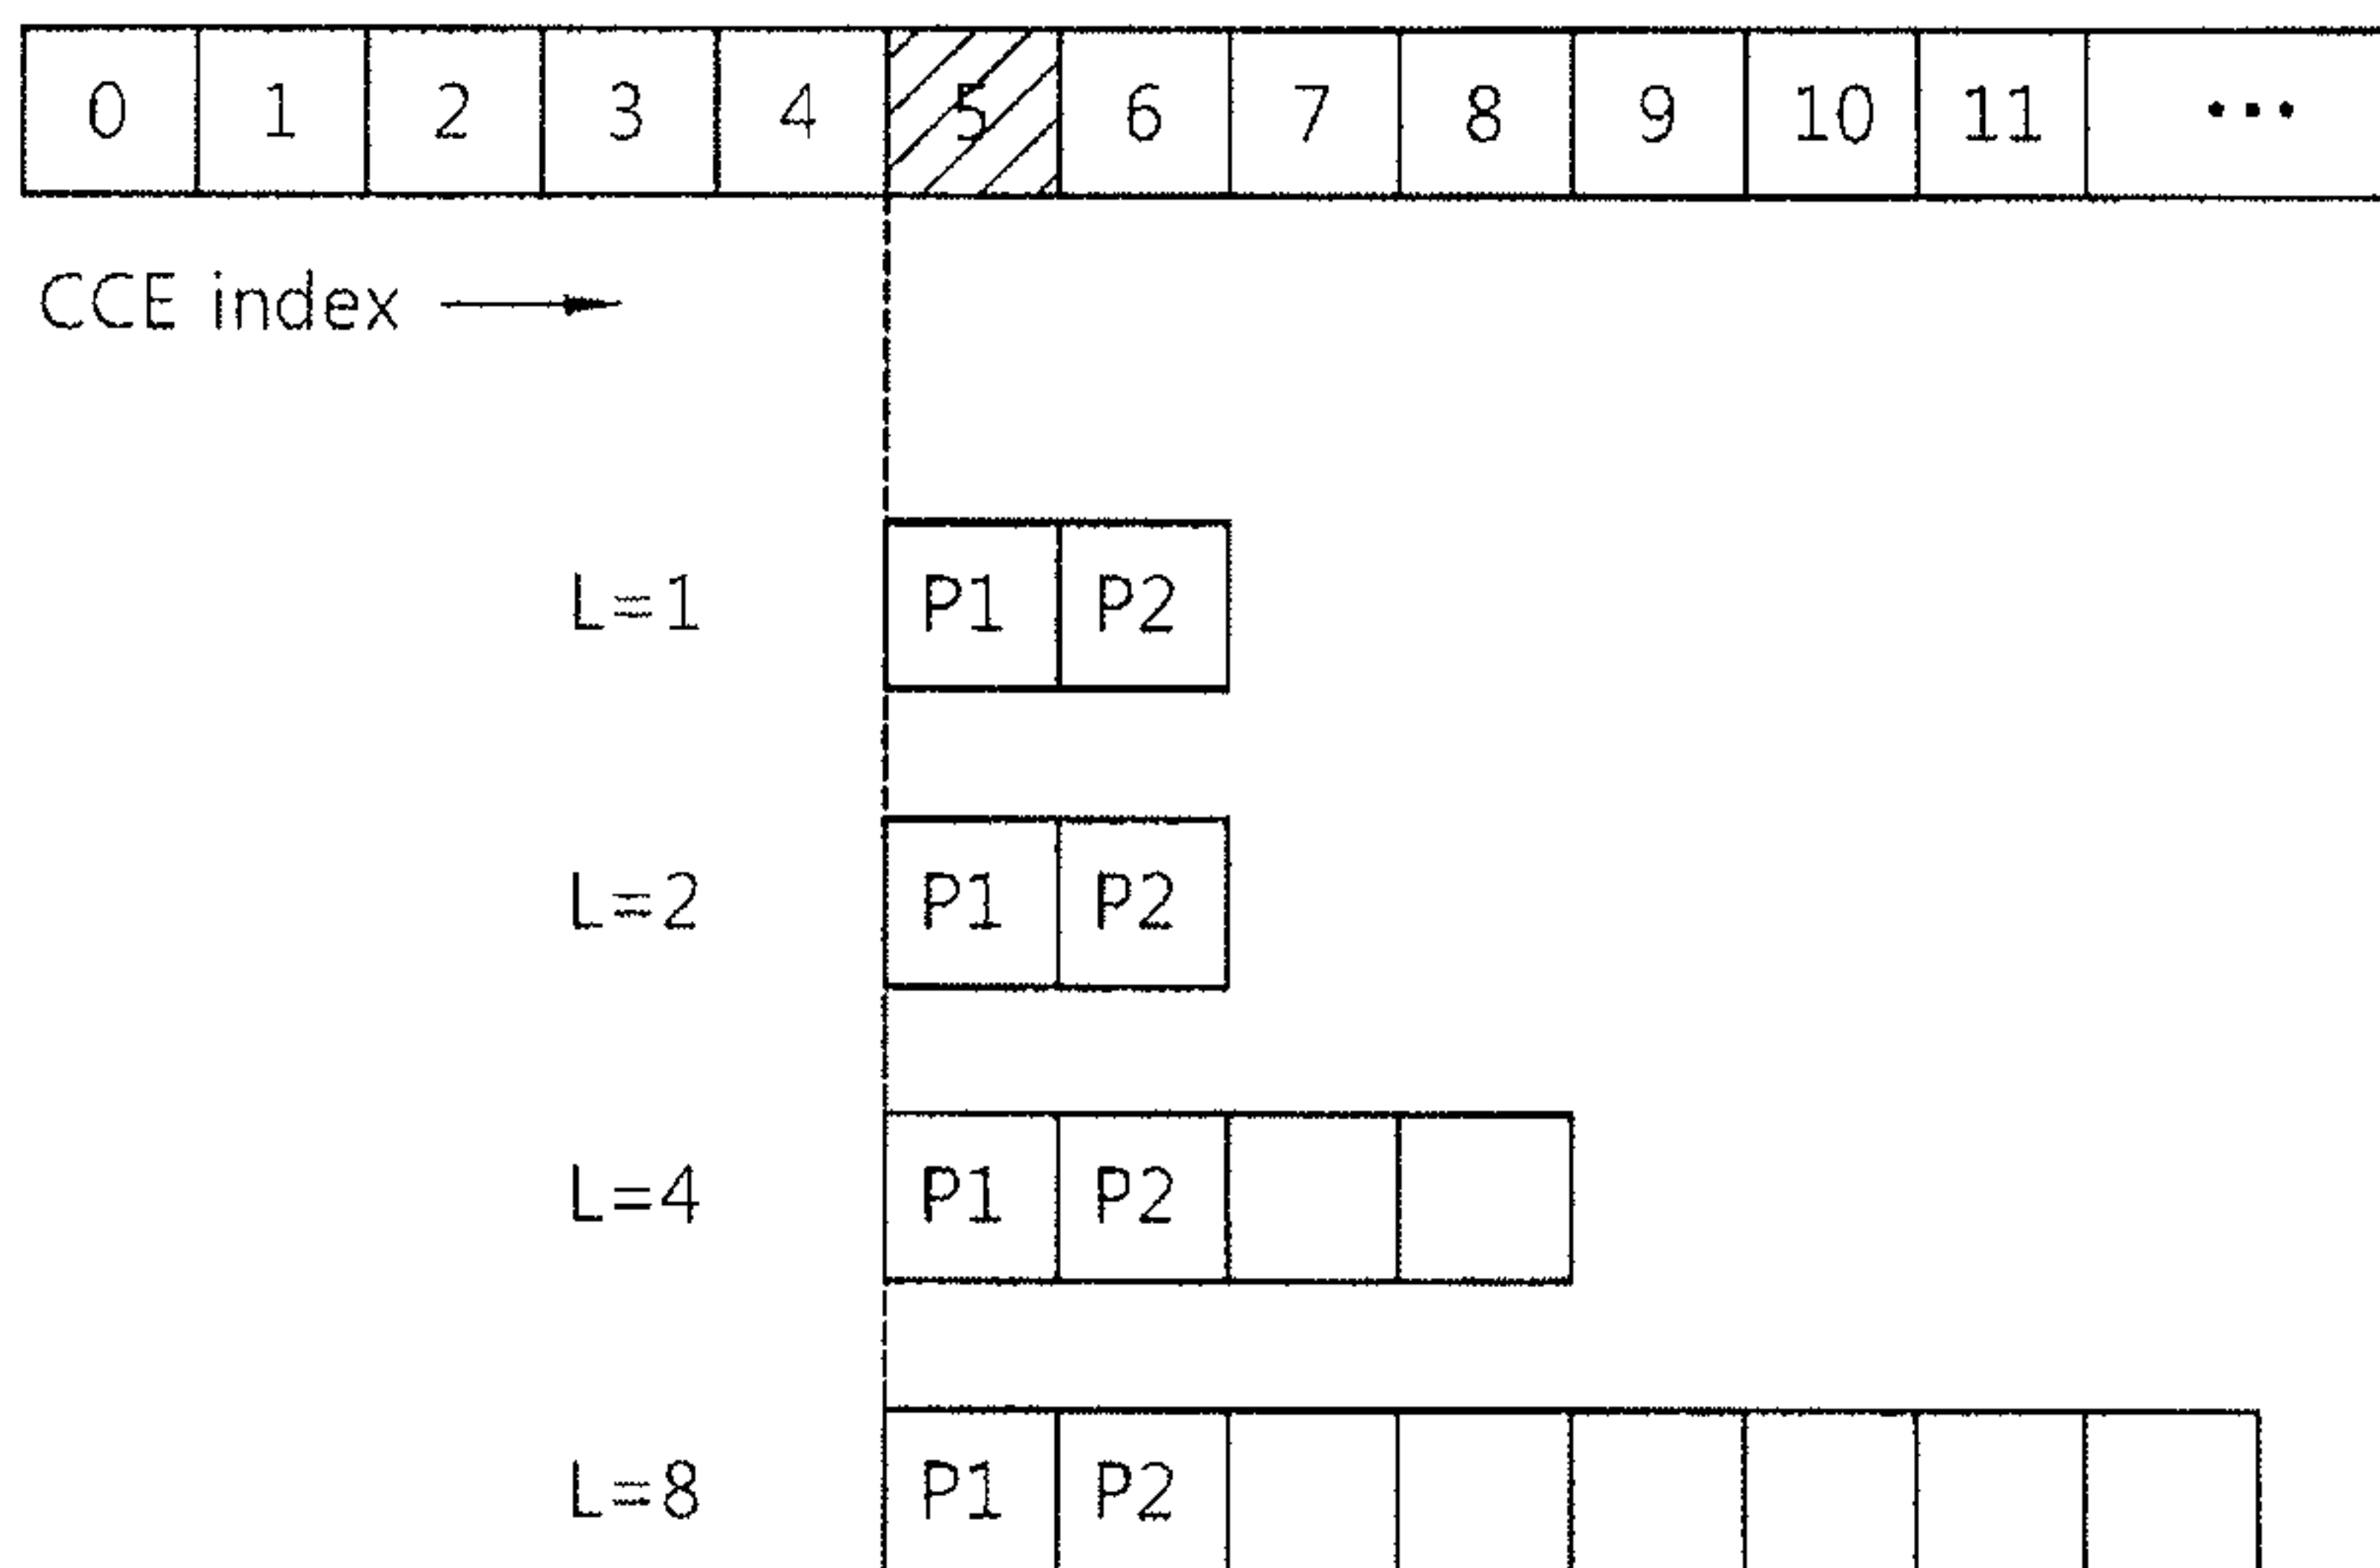 0 1 2 3 4 5 6 7 8 9 10 11 •••
CCE index
L=1 P1 P2
L=2 P1 P2
L=4 P1 P2
L=8 P1 P2